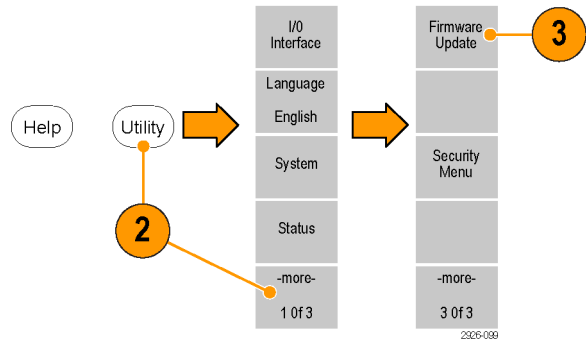 Help
Utility
2
I/0
Interface
Language
English
System
Status
-more-
1 0f 3
Firmware
Update
3
Security
Menu
-more-
3 0f 3
2926-099